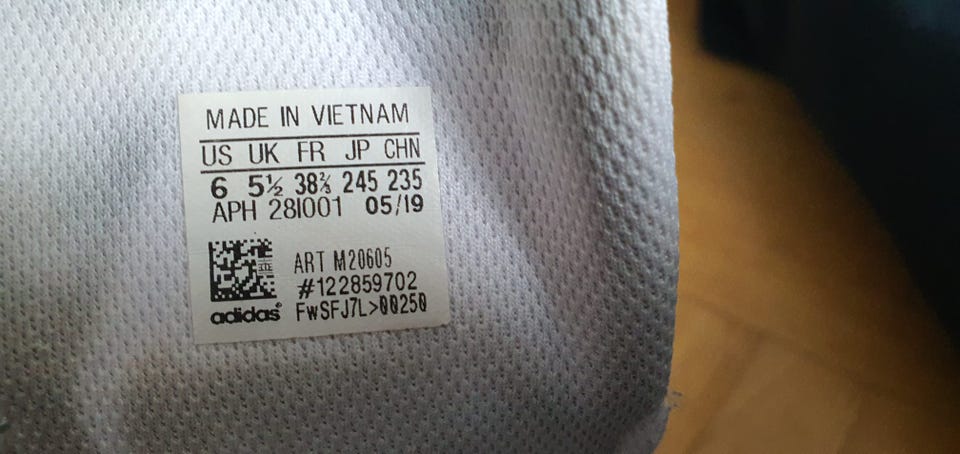 MADE IN VIETNAM
US UK FR JP CHN
6 5½ 38⅔ 245 235
APH 28I001 05/19
ART M20605
#122859702
adidas® FwSFJ7L>00250